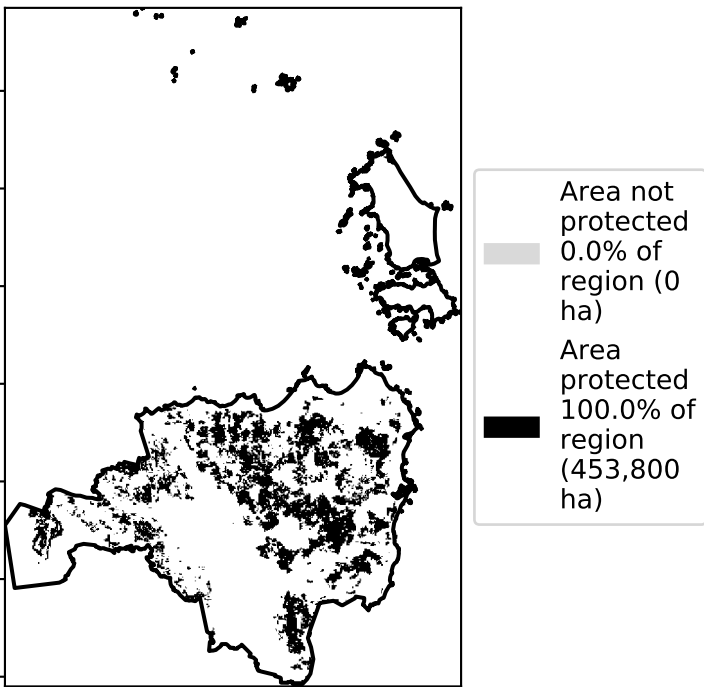 Area not
protected
0.0% of
region (0
ha)
Area
protected
100.0% of
region
(453,800
ha)